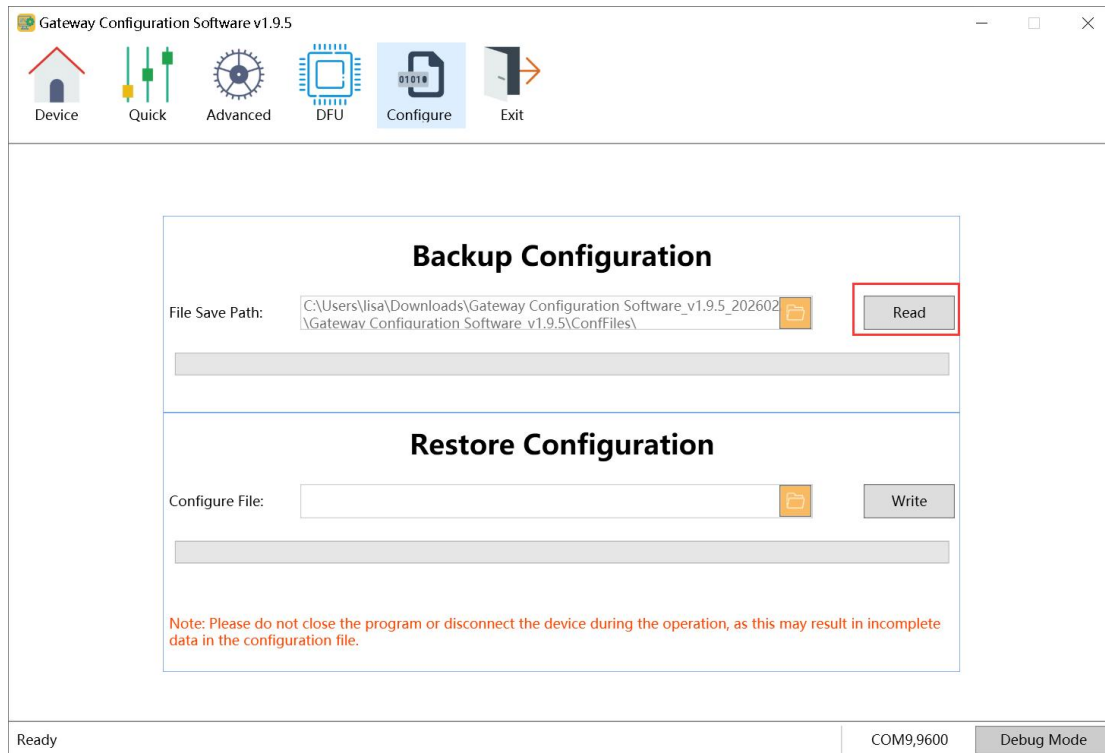 Gateway Configuration Software v1.9.5
Device
Quick
Advanced
DFU
01010
Configure
Exit
Backup Configuration
File Save Path:
C:\Users\lisa\Downloads\Gateway Configuration Software_v1.9.5_202602
\Gateway Configuration Software_v1.9.5\ConfFiles\
Read
Restore Configuration
Configure File:
Write
Note: Please do not close the program or disconnect the device during the operation, as this may result in incomplete
data in the configuration file.
Ready
COM9,9600
Debug Mode